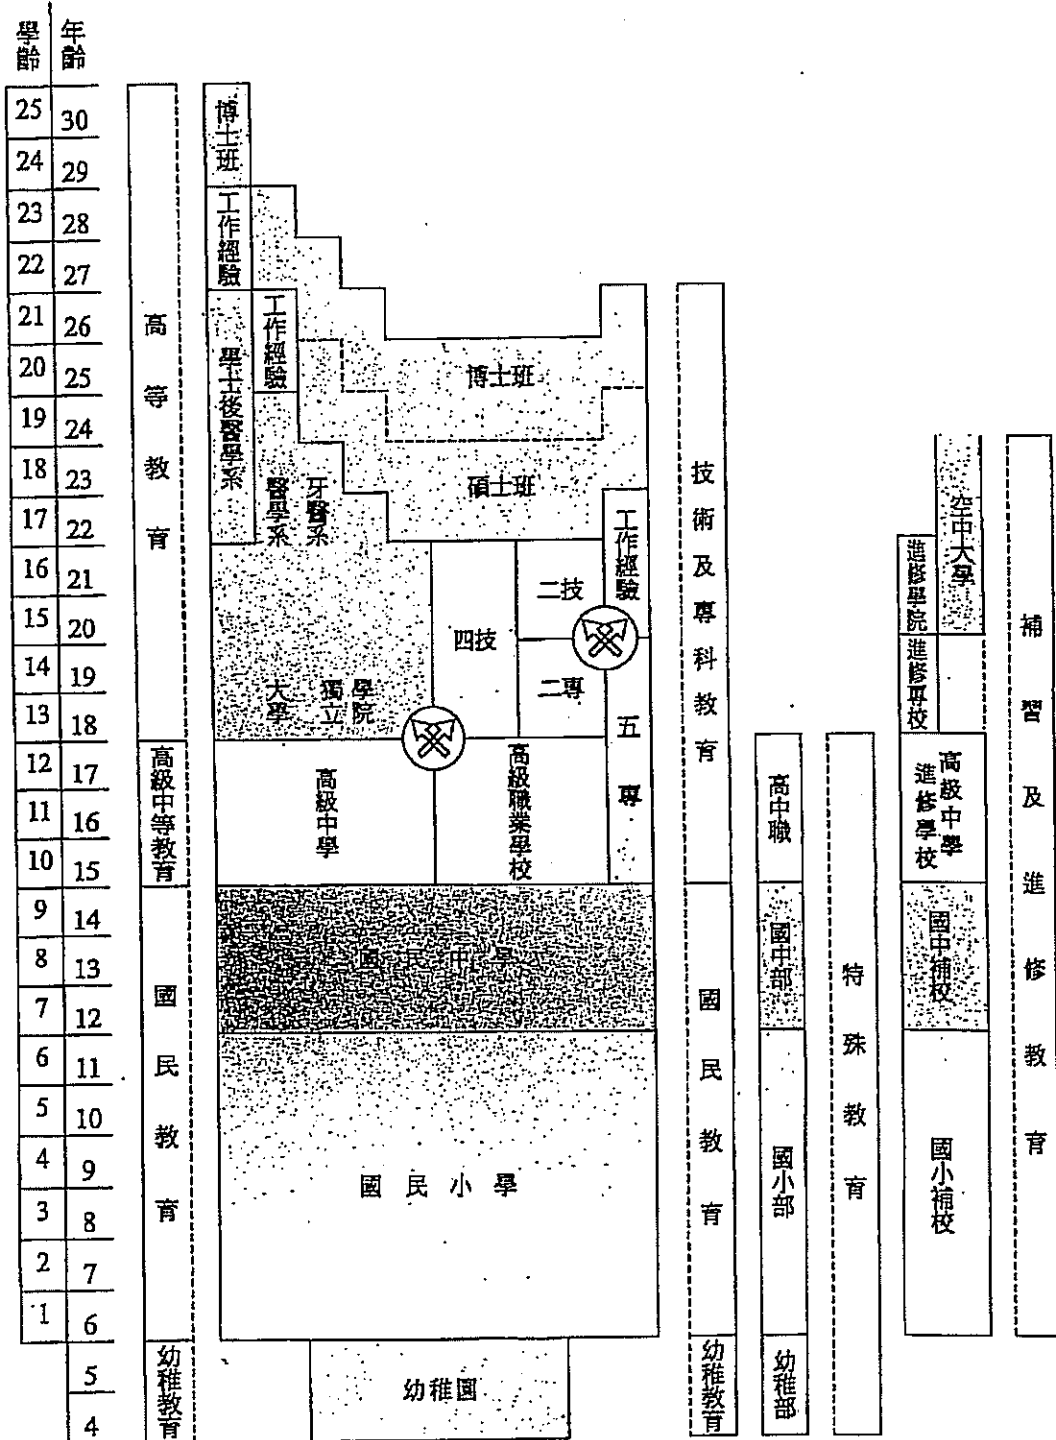 學齡
年齡
25 30
24 29
23 28
22 27
21 26
20 25
19 24
18 23
17 22
16 21
15 20
14 19
13 18
12 17
11 16
10 15
9 14
8 13
7 12
6 11
5 10
4 9
3 8
2 7
1 6
5
4
高等教育
高級中等教育
國民教育
幼稚教育
博士班
工作經驗
學士後醫學系
工作經驗
醫學系
牙醫系
博士班
碩士班
工作經驗
二技
四技
二專
五專
大學
獨立學院
高級中學
高級職業學校
國民中學
國民小學
幼稚園
技術及專科教育
國民教育
幼稚教育
高中職
國中部
國小部
幼稚部
特殊教育
空中大學
進修學院
進修專校
高級中學
進修學校
國中補校
國小補校
補習及進修教育